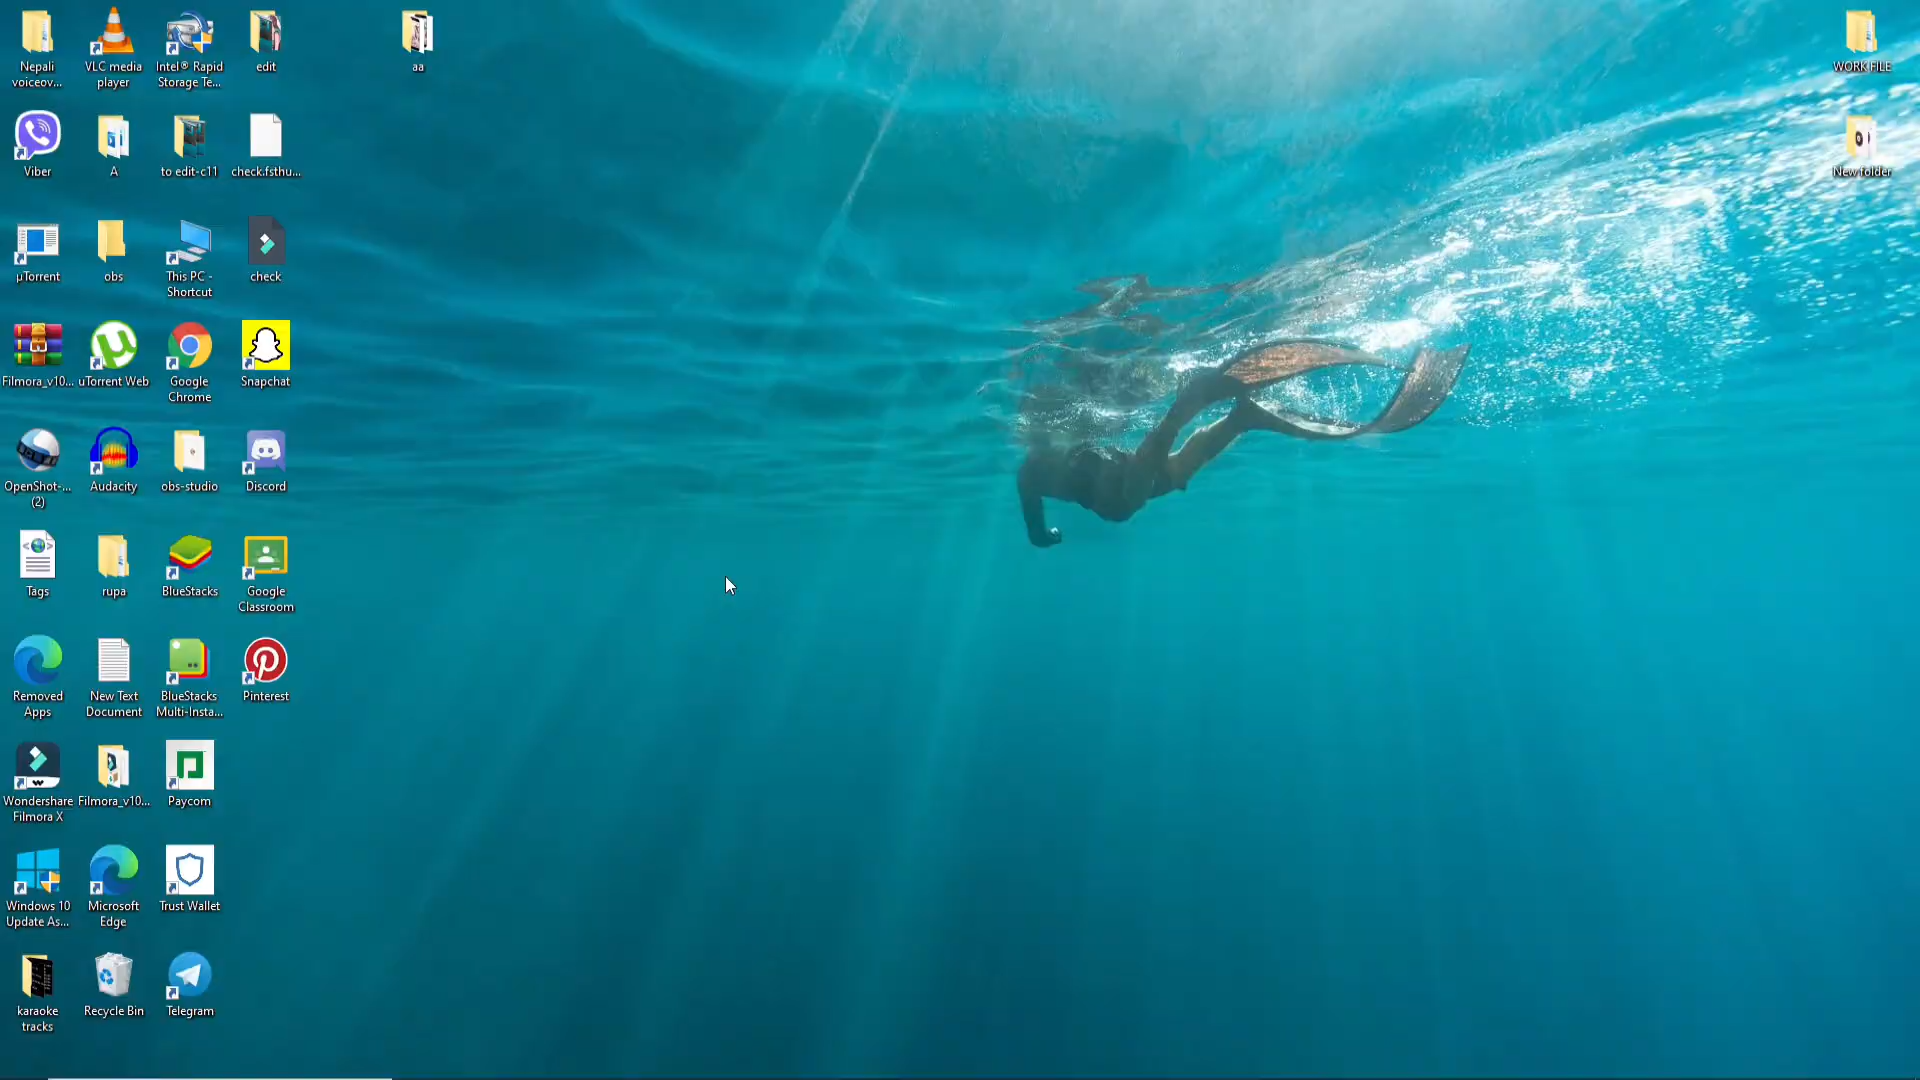 Nepali
voiceov...
VLC media
player
Intel® Rapid
Storage Te...
edit
aa
WORK FILE
Viber
A
to edit-c11
check.fsthu...
New folder
µTorrent
obs
This PC -
Shortcut
check
Filmora_v10...
uTorrent Web
Google
Chrome
Snapchat
OpenShot-...
(2)
Audacity
obs-studio
Discord
Tags
rupa
BlueStacks
Google
Classroom
Removed
Apps
New Text
Document
BlueStacks
Multi-Insta...
Pinterest
Wondershare
Filmora X
Filmora_v10...
Paycom
Windows 10
Update As...
Microsoft
Edge
Trust Wallet
karaoke
tracks
Recycle Bin
Telegram